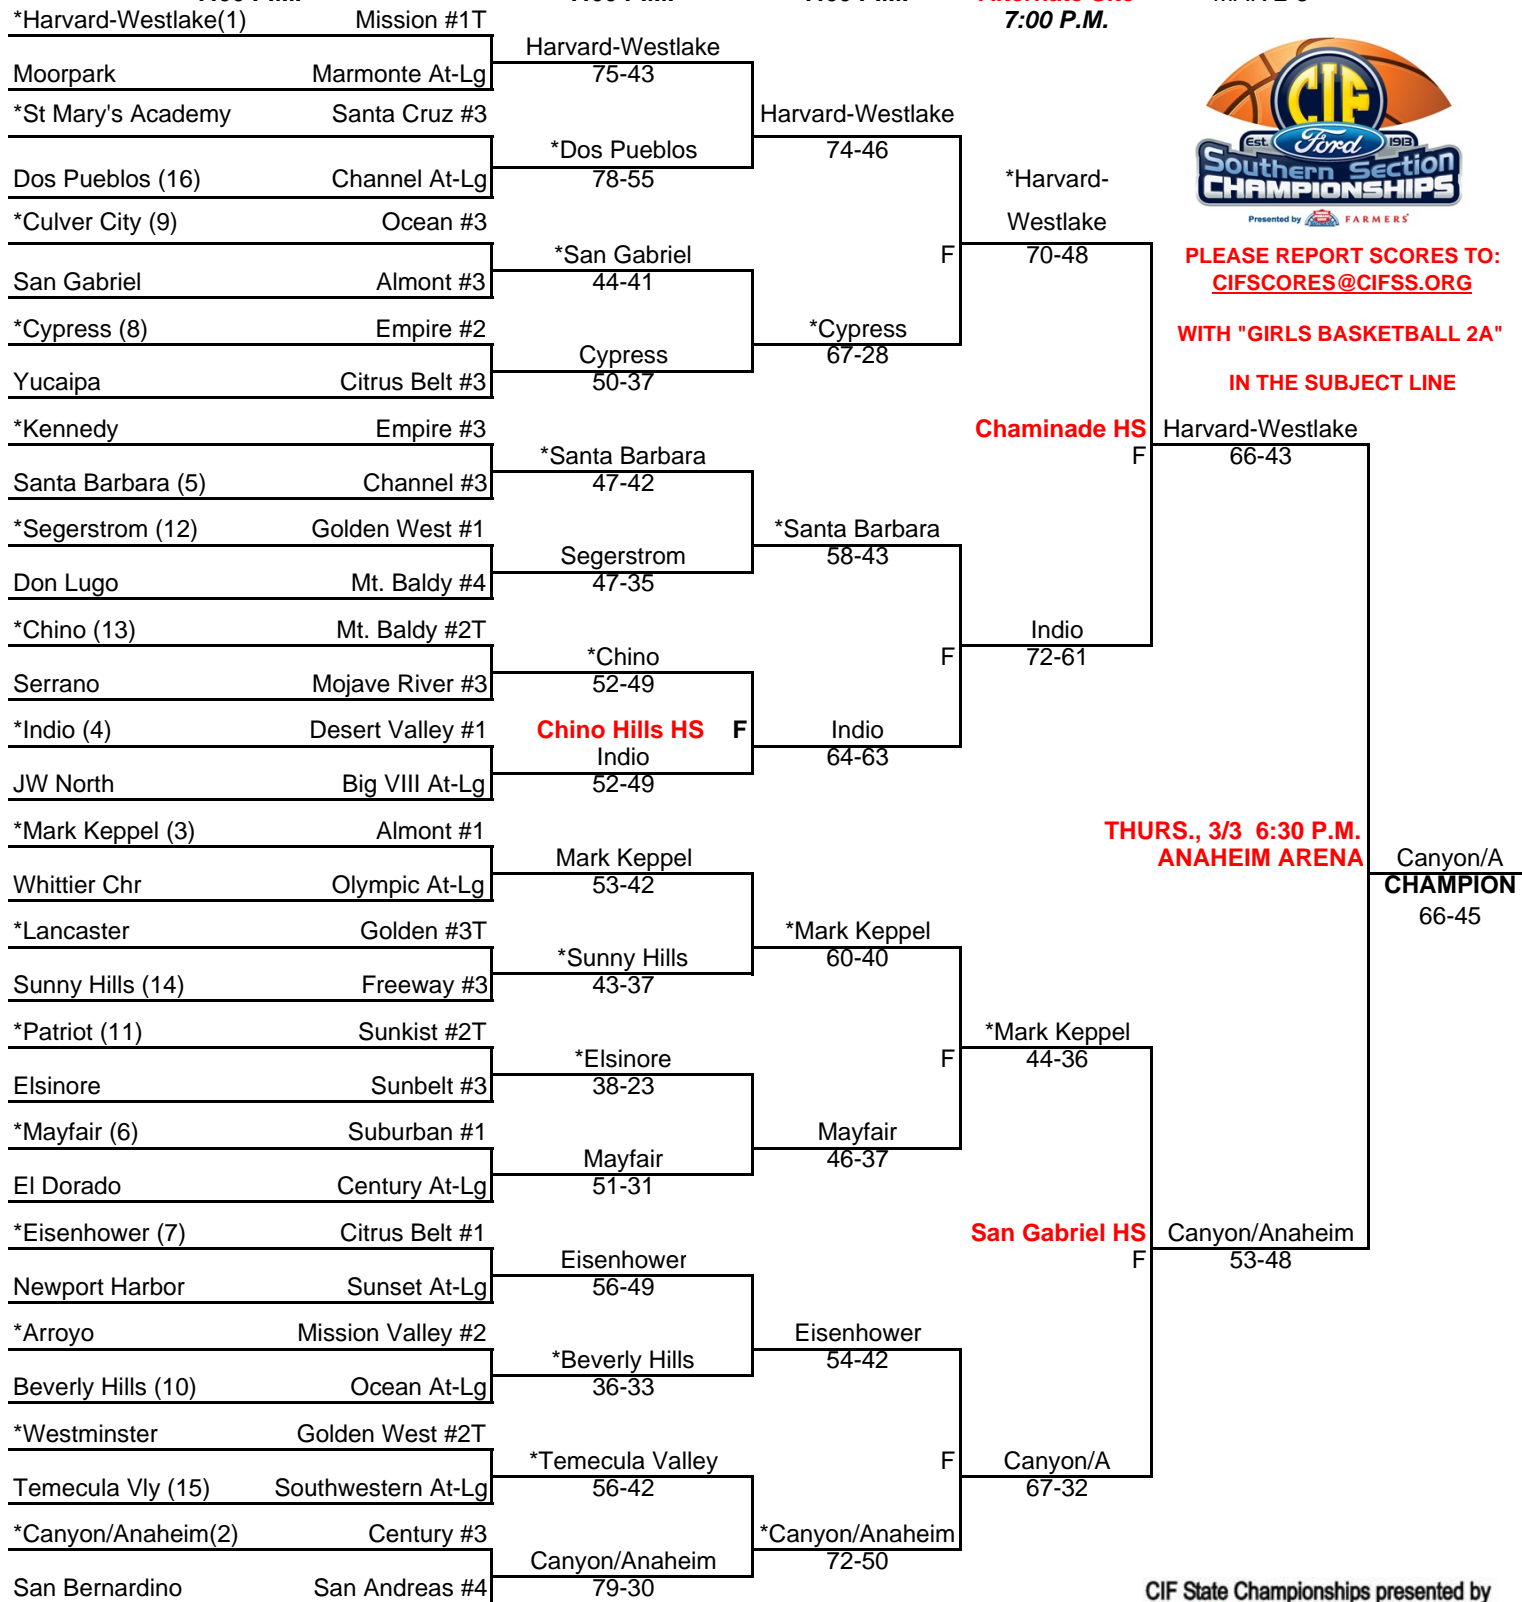 7:00 P.M.
*Harvard-Westlake(1) Mission #1T
Moorpark Marmonte At-Lg
*St Mary's Academy Santa Cruz #3
Dos Pueblos (16) Channel At-Lg
*Culver City (9) Ocean #3
San Gabriel Almont #3
*Cypress (8) Empire #2
Yucaipa Citrus Belt #3
*Kennedy Empire #3
Santa Barbara (5) Channel #3
*Segerstrom (12) Golden West #1
Don Lugo Mt. Baldy #4
*Chino (13) Mt. Baldy #2T
Serrano Mojave River #3
*Indio (4) Desert Valley #1
JW North Big VIII At-Lg
*Mark Keppel (3) Almont #1
Whittier Chr Olympic At-Lg
*Lancaster Golden #3T
Sunny Hills (14) Freeway #3
*Patriot (11) Sunkist #2T
Elsinore Sunbelt #3
*Mayfair (6) Suburban #1
El Dorado Century At-Lg
*Eisenhower (7) Citrus Belt #1
Newport Harbor Sunset At-Lg
*Arroyo Mission Valley #2
Beverly Hills (10) Ocean At-Lg
*Westminster Golden West #2T
Temecula Vly (15) Southwestern At-Lg
*Canyon/Anaheim(2) Century #3
San Bernardino San Andreas #4
Harvard-Westlake
75-43
*Dos Pueblos
78-55
*San Gabriel
44-41
Cypress
50-37
*Santa Barbara
47-42
Segerstrom
47-35
*Chino
52-49
Chino Hills HS F
Indio
52-49
Mark Keppel
53-42
*Sunny Hills
43-37
*Elsinore
38-23
Mayfair
51-31
Eisenhower
56-49
*Beverly Hills
36-33
*Temecula Valley
56-42
Canyon/Anaheim
79-30
Harvard-Westlake
74-46
F
*Cypress
67-28
*Santa Barbara
58-43
F
Indio
64-63
*Mark Keppel
60-40
F
Mayfair
46-37
Eisenhower
54-42
F
*Canyon/Anaheim
72-50
7:00 P.M.
*Harvard-
Westlake
70-48
Chaminade HS
F
Indio
72-61
*Mark Keppel
44-36
San Gabriel HS
F
Canyon/A
67-32
Harvard-Westlake
66-43
THURS., 3/3 6:30 P.M.
ANAHEIM ARENA
Canyon/Anaheim
53-48
Canyon/A
CHAMPION
66-45
CIF
Est. Ford 1913
Southern Section
CHAMPIONSHIPS
Presented by FARMERS
PLEASE REPORT SCORES TO:
CIFSCORES@CIFSS.ORG
WITH "GIRLS BASKETBALL 2A"
IN THE SUBJECT LINE
CIF State Championships presented by